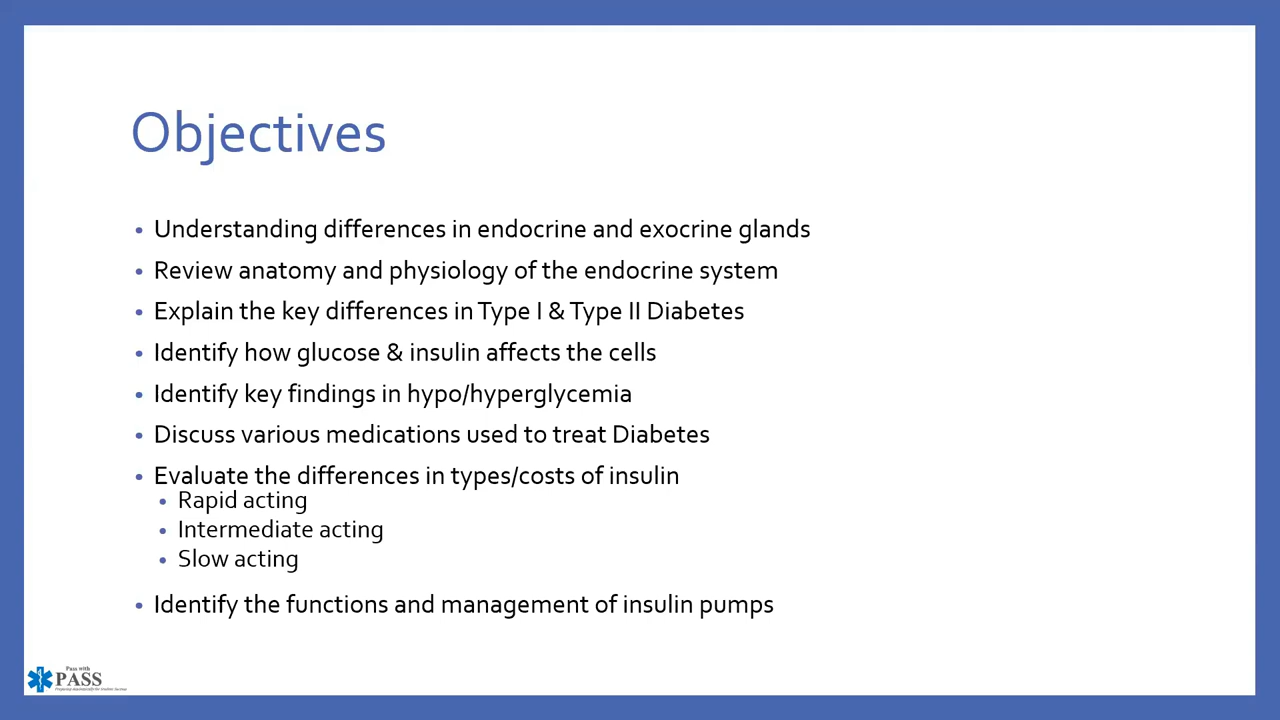 Objectives
• Understanding differences in endocrine and exocrine glands
• Review anatomy and physiology of the endocrine system
• Explain the key differences in Type I & Type II Diabetes
• Identify how glucose & insulin affects the cells
• Identify key findings in hypo/hyperglycemia
• Discuss various medications used to treat Diabetes
• Evaluate the differences in types/costs of insulin
• Rapid acting
• Intermediate acting
• Slow acting
• Identify the functions and management of insulin pumps
Pass with
PASS